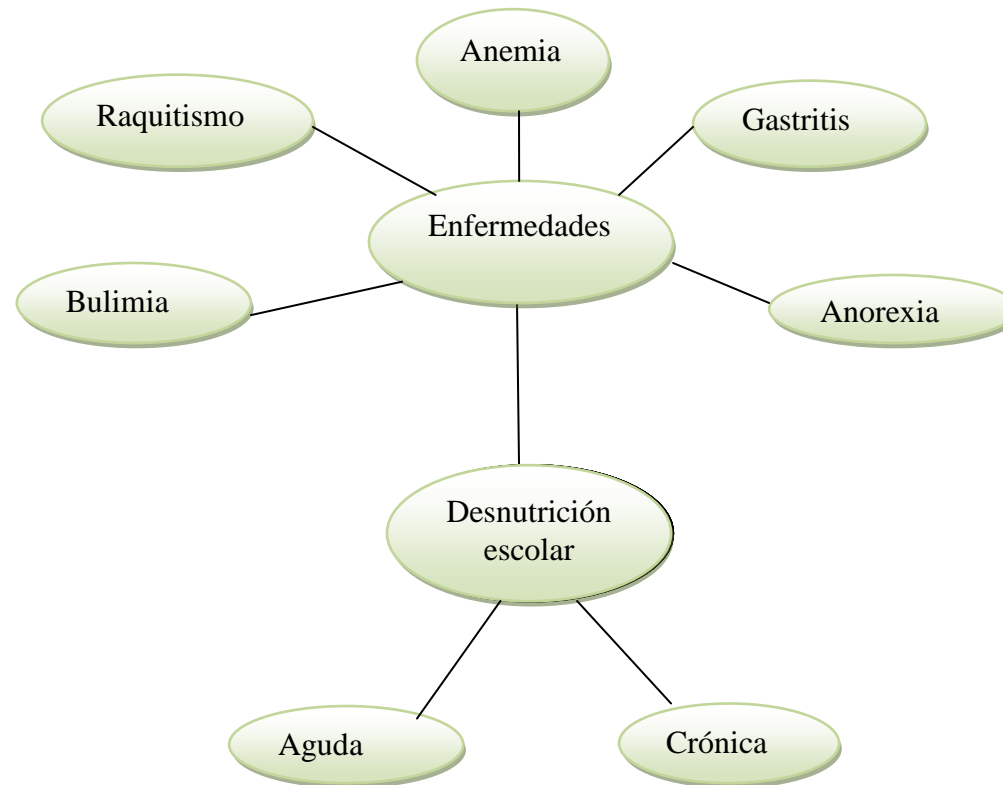 Anemia
Raquitismo
Gastritis
Enfermedades
Bulimia
Anorexia
Desnutrición
escolar
Aguda
Crónica